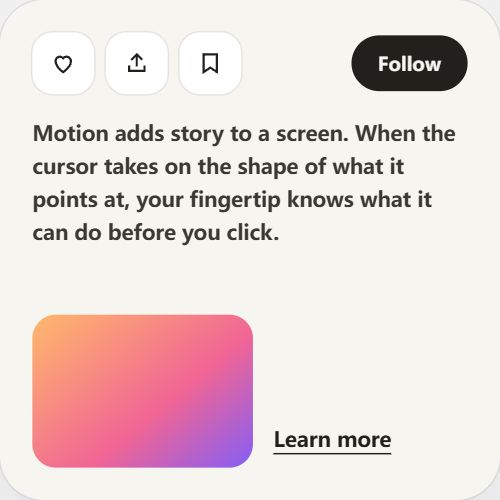 Follow
Motion adds story to a screen. When the
cursor takes on the shape of what it
points at, your fingertip knows what it
can do before you click.
Learn more